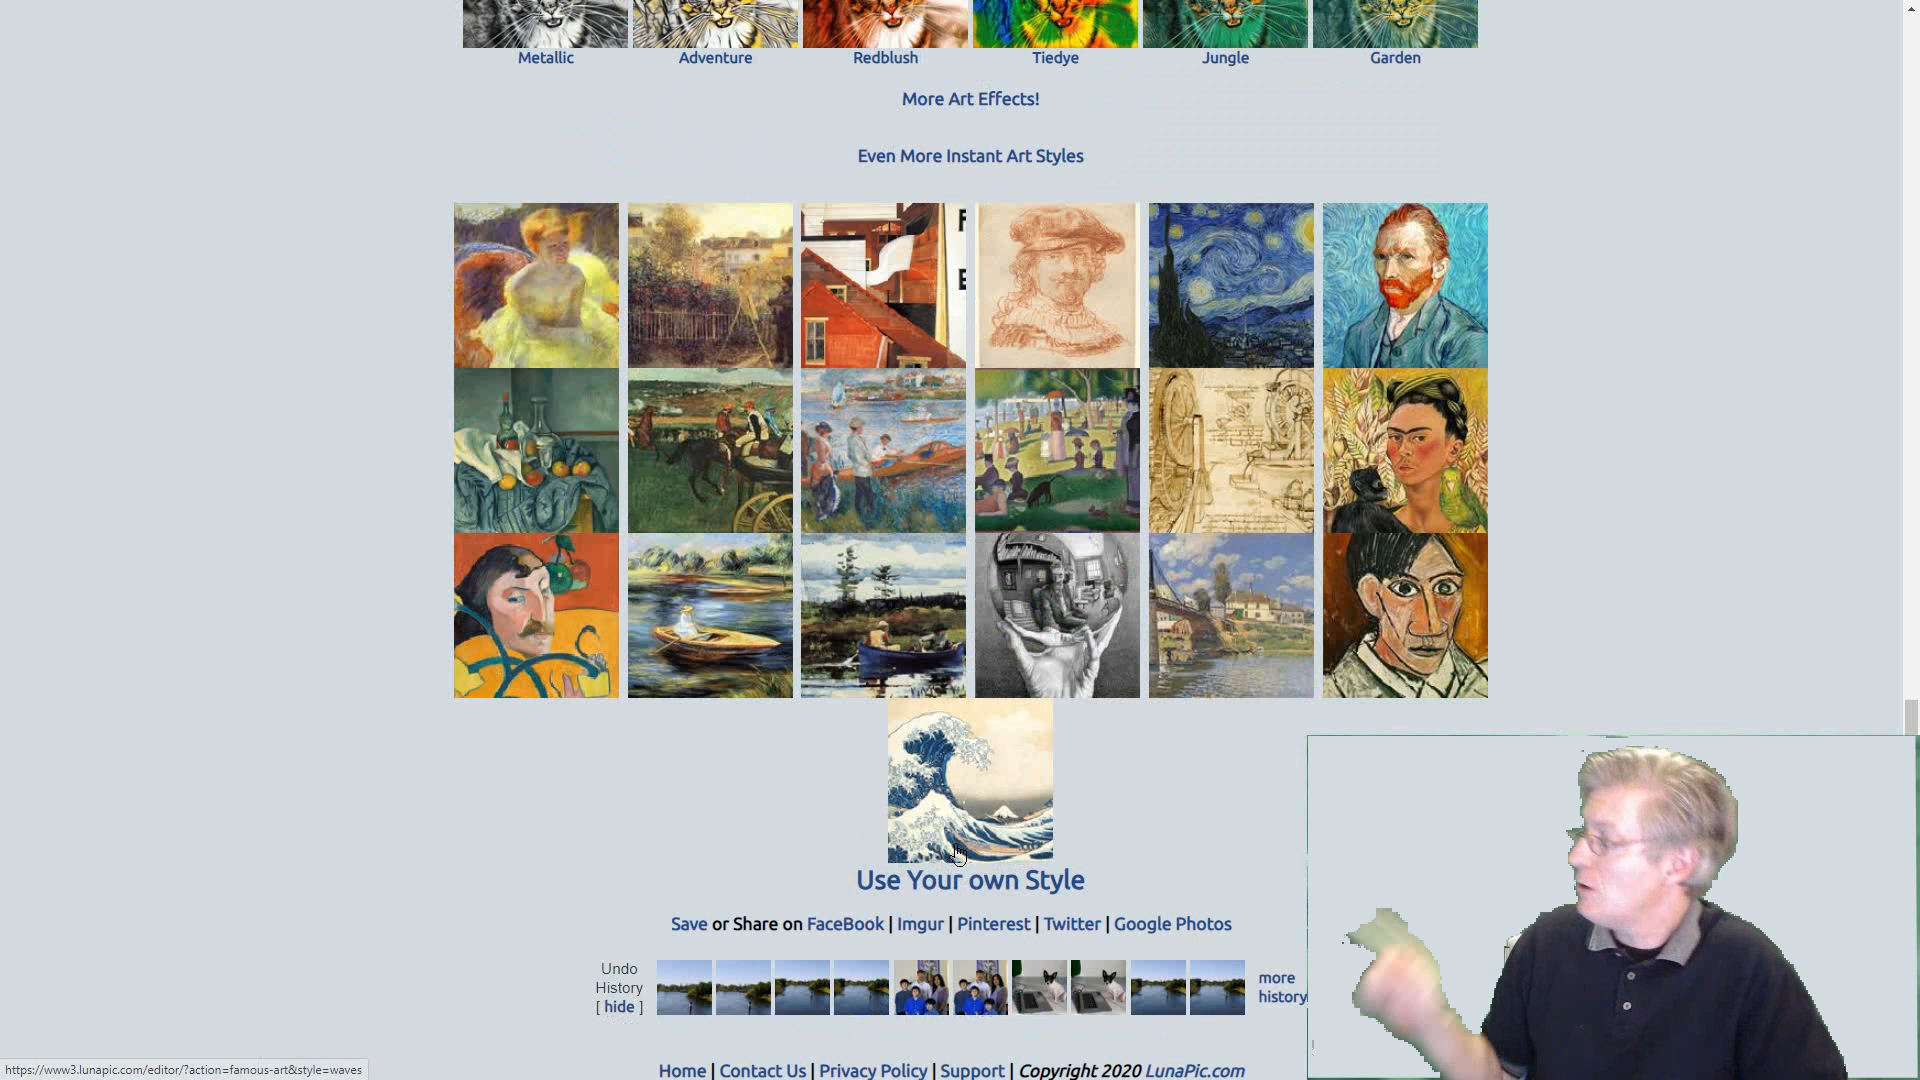 Metallic
Adventure
Redblush
Tiedye
Jungle
Garden
More Art Effects!
Even More Instant Art Styles
F
E
Use Your own Style
Save or Share on FaceBook | Imgur | Pinterest | Twitter | Google Photos
Undo
History
[ hide ]
more
history
Home | Contact Us | Privacy Policy | Support | Copyright 2020 LunaPic.com
https://www3.lunapic.com/editor/?action=famous-art&style=waves